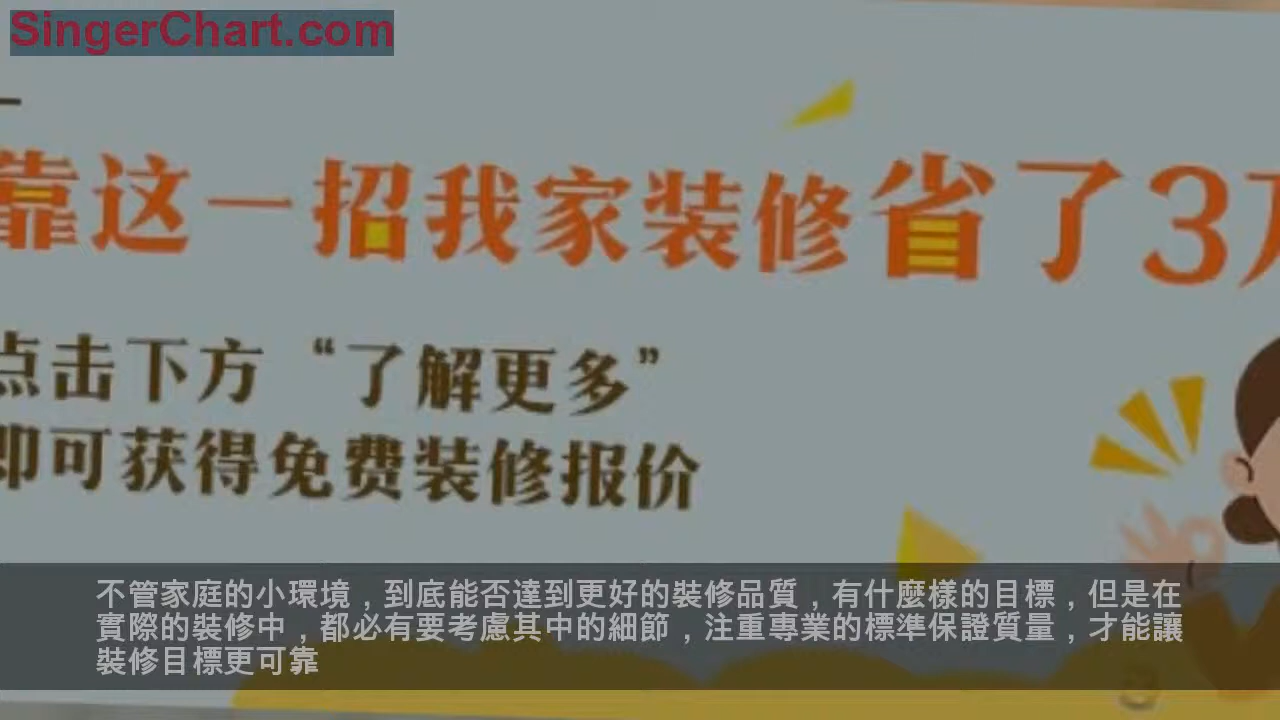 SingerChart.com
靠这一招我家装修省了3万
点击下方“了解更多”
即可获得免费装修报价
不管家庭的小環境，到底能否達到更好的裝修品質，有什麼樣的目標，但是在
實際的裝修中，都必有要考慮其中的細節，注重專業的標準保證質量，才能讓
裝修目標更可靠